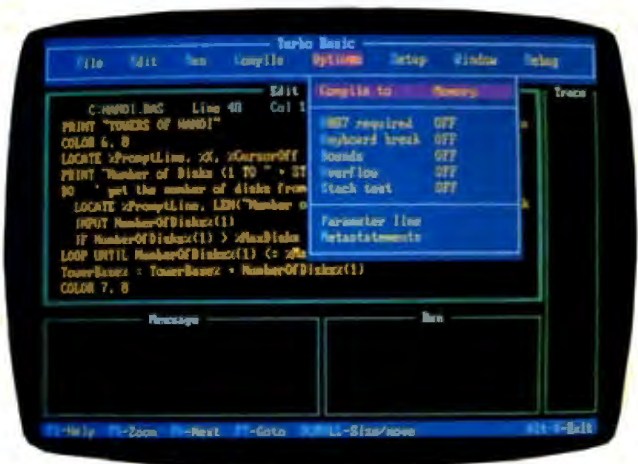 Turbo Basic
File Edit Run Compile Options Setup Window Debug
Edit
Trace
C:HANOI.BAS Line 48 Col 1
PRINT "TOWERS OF HANOI"
COLOR 6, 0
LOCATE %PromptLine, %X, %CursorOff
PRINT "Number of Disks (1 TO " + ST
DO ' get the number of disks from
LOCATE %PromptLine, LEN("Number o
INPUT NumberOfDisks%(1)
IF NumberOfDisks%(1) > %MaxDisks
LOOP UNTIL NumberOfDisks%(1) <= %Ma
TowerBase% = TowerBase% + NumberOfDisks%(1)
COLOR 7, 0
Compile to Memory
8087 required OFF
Keyboard break OFF
Bounds OFF
Overflow OFF
Stack test OFF
Parameter line
Metastatements
Message
Run
F1-Help F5-Zoom F6-Next F7-Goto SCROLL-Size/move Alt-X-Exit